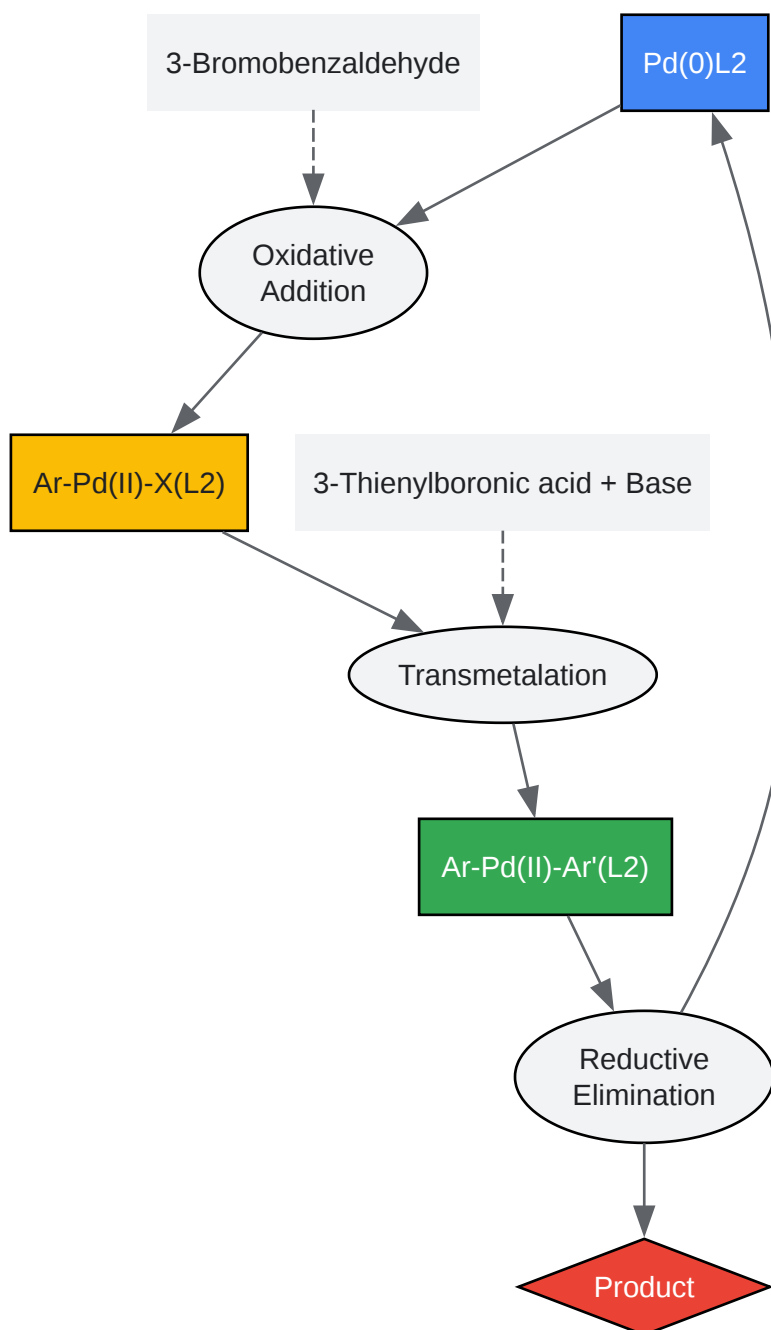 3-Bromobenzaldehyde
Pd(0)L2
Oxidative
Addition
Ar-Pd(II)-X(L2)
3-Thienylboronic acid + Base
Transmetalation
Ar-Pd(II)-Ar'(L2)
Reductive
Elimination
Product